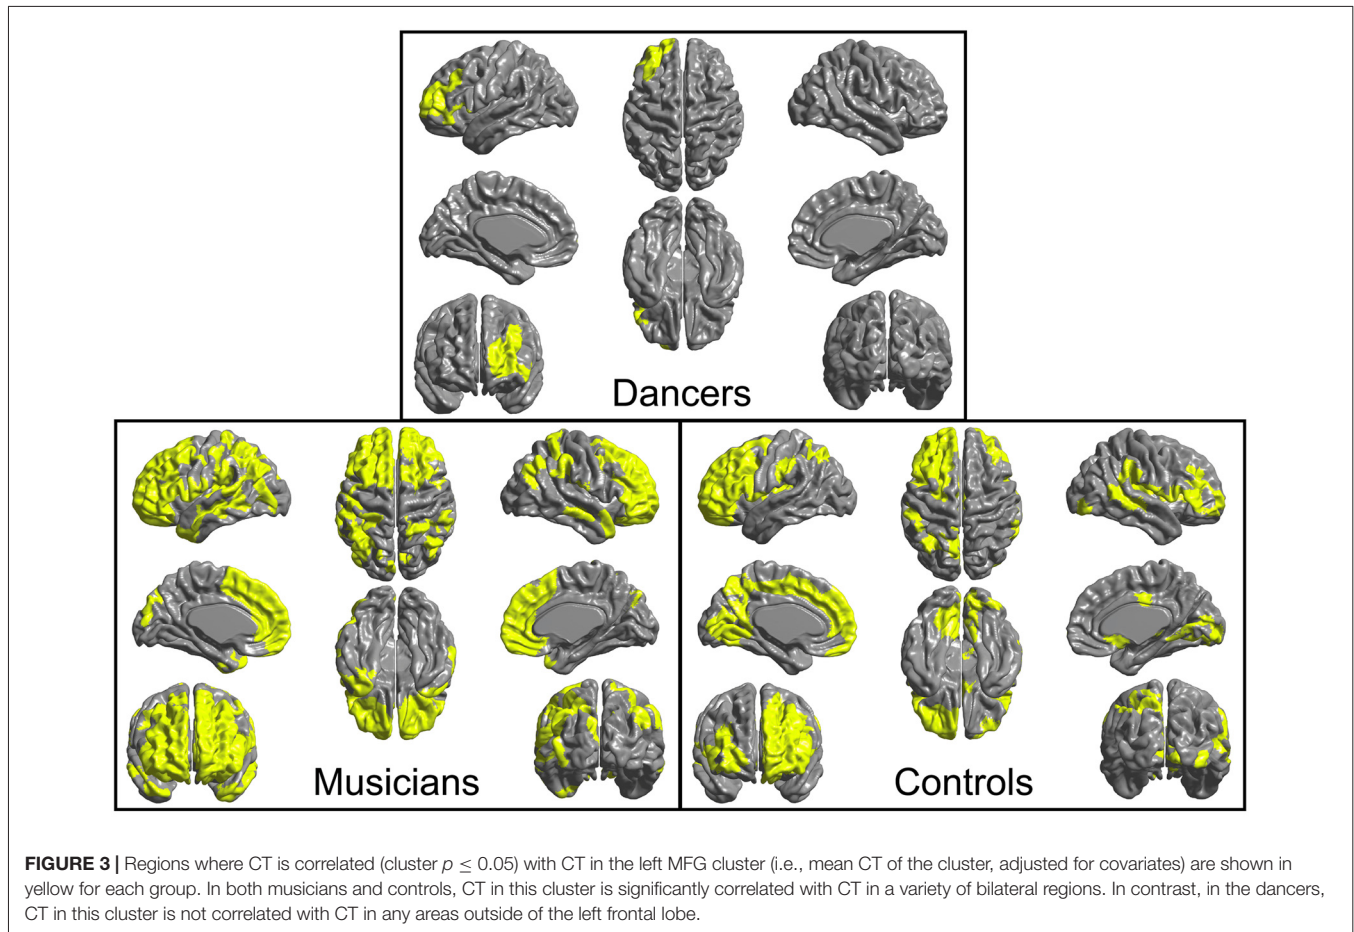 Dancers
Musicians
Controls
FIGURE 3 | Regions where CT is correlated (cluster p ≤ 0.05) with CT in the left MFG cluster (i.e., mean CT of the cluster, adjusted for covariates) are shown in
yellow for each group. In both musicians and controls, CT in this cluster is significantly correlated with CT in a variety of bilateral regions. In contrast, in the dancers,
CT in this cluster is not correlated with CT in any areas outside of the left frontal lobe.